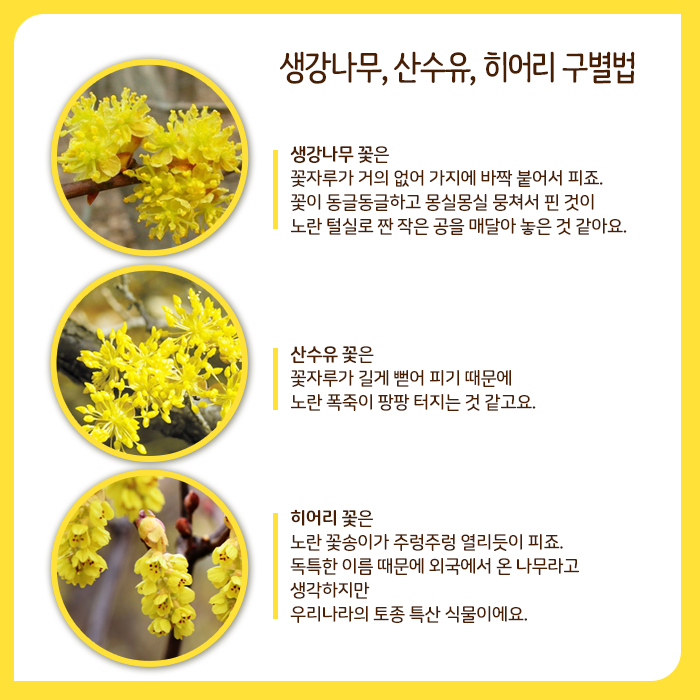 생강나무, 산수유, 히어리 구별법
생강나무 꽃은
꽃자루가 거의 없어 가지에 바짝 붙어서 피죠.
꽃이 동글동글하고 몽실몽실 뭉쳐서 핀 것이
노란 털실로 짠 작은 공을 매달아 놓은 것 같아요.
산수유 꽃은
꽃자루가 길게 뻗어 피기 때문에
노란 폭죽이 팡팡 터지는 것 같고요.
히어리 꽃은
노란 꽃송이가 주렁주렁 열리듯이 피죠.
독특한 이름 때문에 외국에서 온 나무라고
생각하지만
우리나라의 토종 특산 식물이에요.